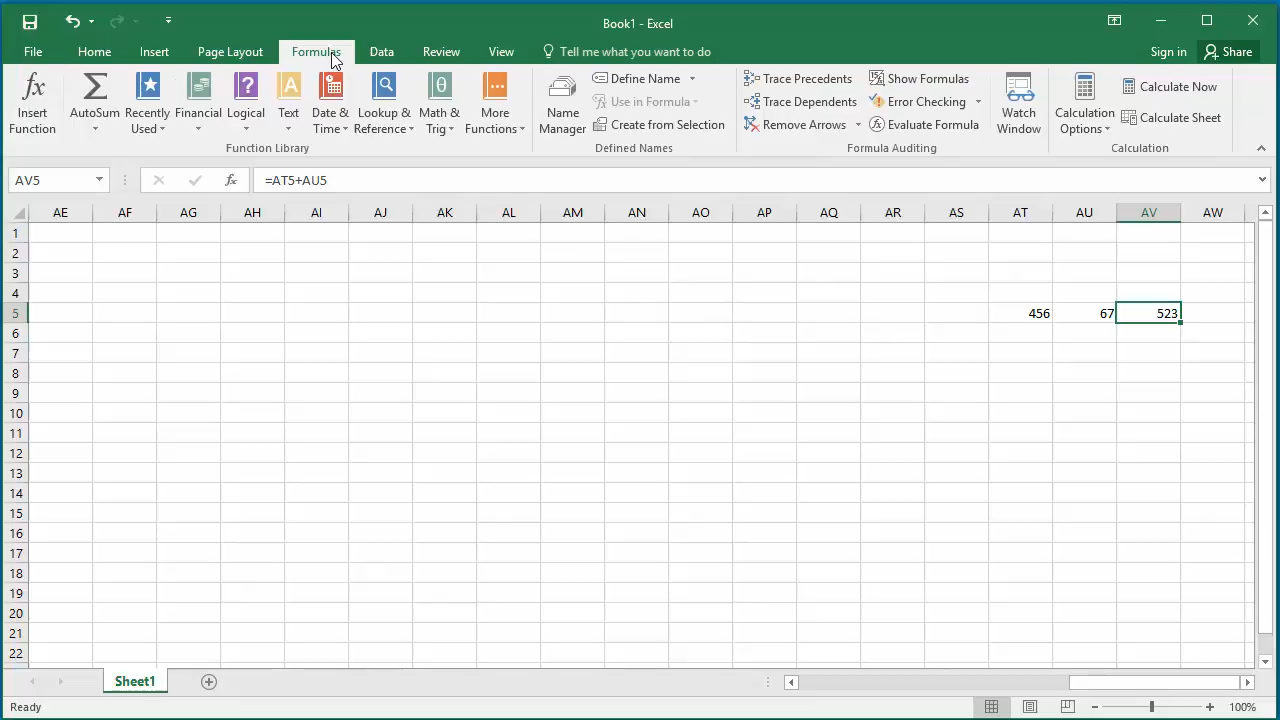 Book1 - Excel
File Home Insert Page Layout Formulas Data Review View Tell me what you want to do Sign in Share
Insert Function
AutoSum
Recently Used
Financial
Logical
Text
Date & Time
Lookup & Reference
Math & Trig
More Functions
Function Library
Name Manager
Define Name
Use in Formula
Create from Selection
Defined Names
Trace Precedents
Trace Dependents
Remove Arrows
Show Formulas
Error Checking
Evaluate Formula
Formula Auditing
Watch Window
Calculation Options
Calculate Now
Calculate Sheet
Calculation
AV5 fx =AT5+AU5
AE AF AG AH AI AJ AK AL AM AN AO AP AQ AR AS AT AU AV AW
1
2
3
4
5 456 67 523
6
7
8
9
10
11
12
13
14
15
16
17
18
19
20
21
22
Sheet1
Ready 100%